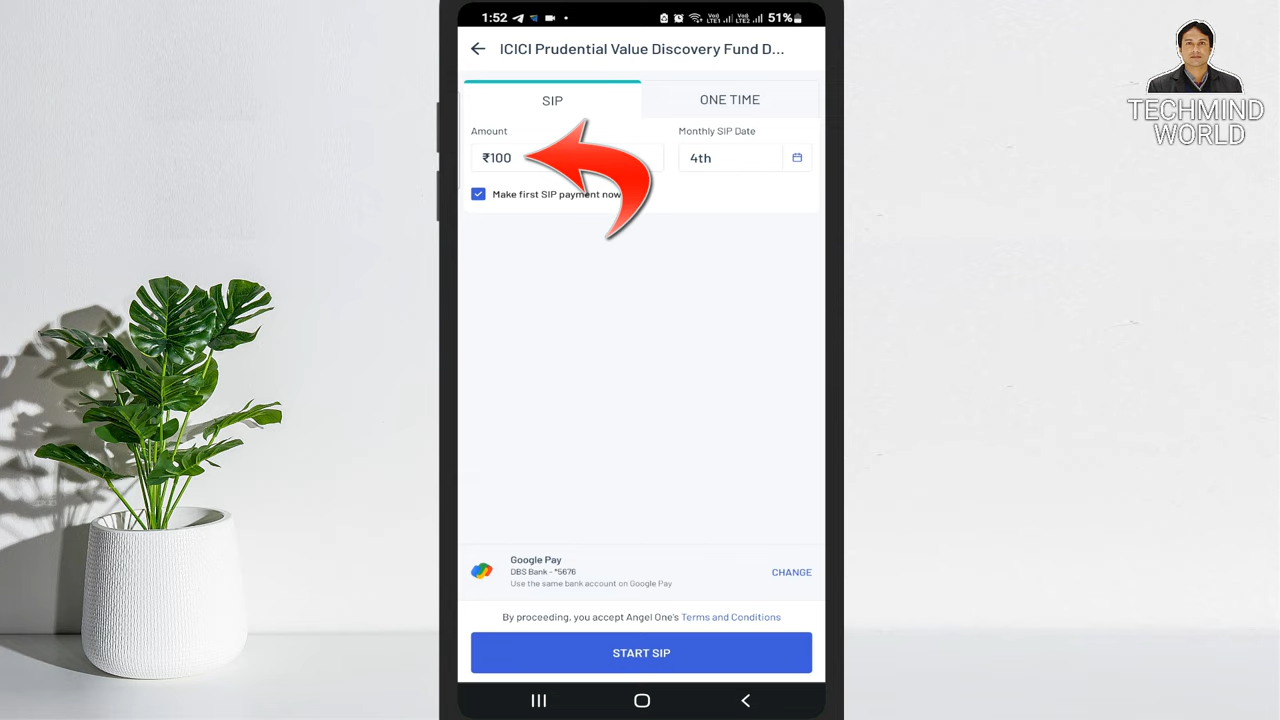 1:52
51%
ICICI Prudential Value Discovery Fund D...
SIP
ONE TIME
Amount
Monthly SIP Date
₹100
4th
Make first SIP payment now
Google Pay
DBS Bank - *5676
Use the same bank account on Google Pay
CHANGE
By proceeding, you accept Angel One's Terms and Conditions
START SIP
TECHMIND
WORLD